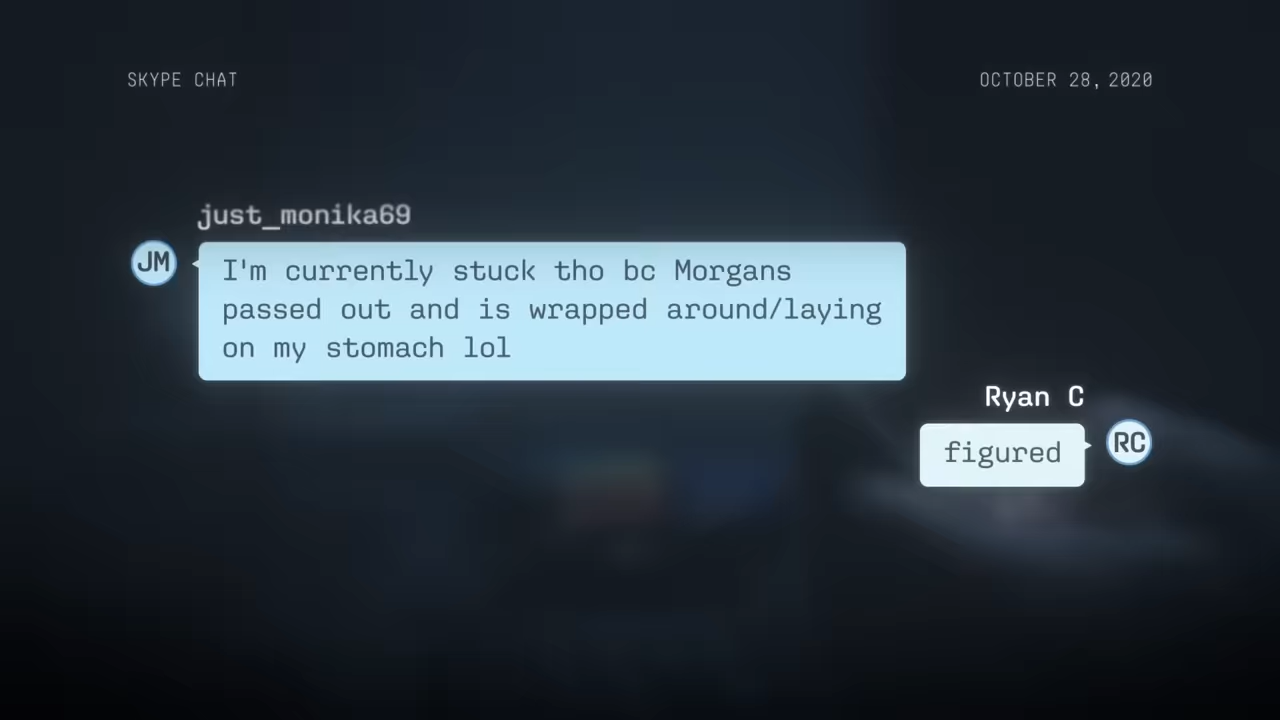 SKYPE CHAT
OCTOBER 28, 2020
just_monika69
JM
I'm currently stuck tho bc Morgans
passed out and is wrapped around/laying
on my stomach lol
Ryan C
figured
RC